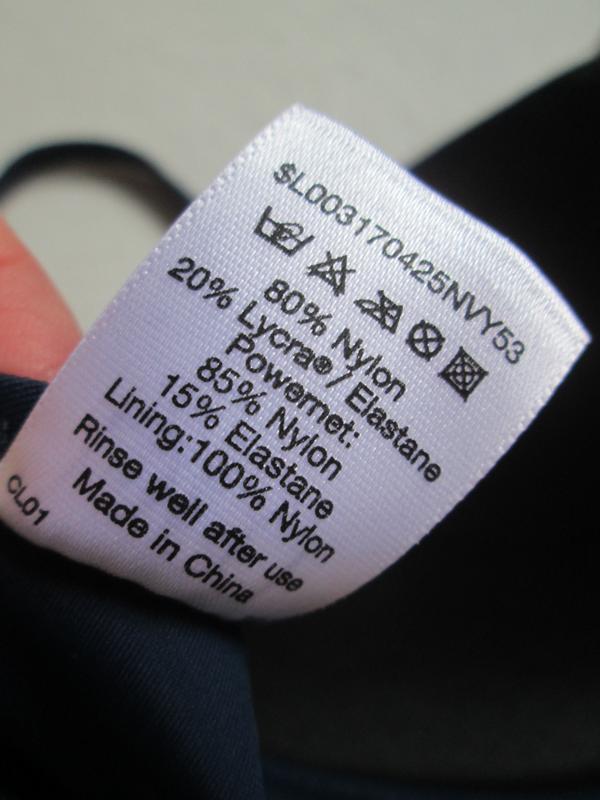 SL003170425NVY53
80% Nylon
20% Lycra® / Elastane
Powernet:
85% Nylon
15% Elastane
Lining:100% Nylon
Rinse well after use
Made in China
CL01